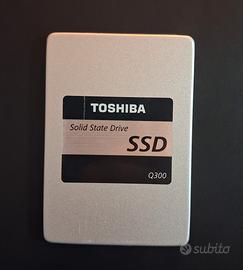 TOSHIBA
Solid State Drive
SSD
Q300
subito